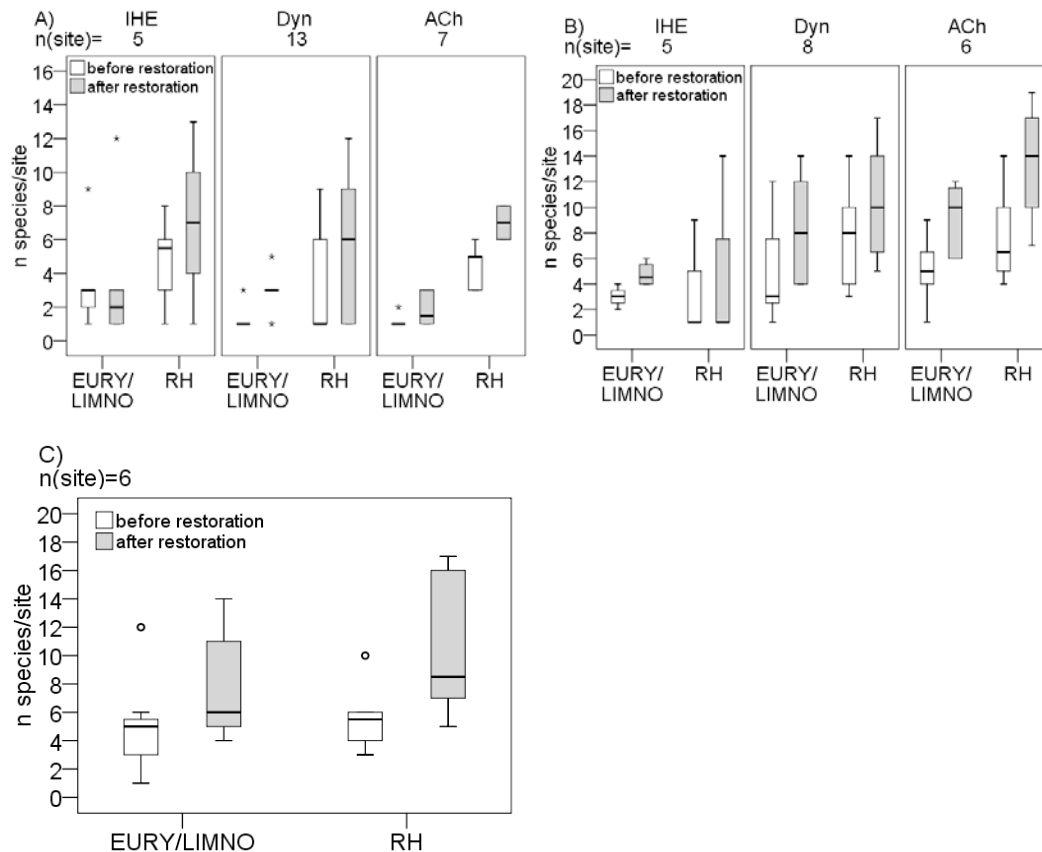 A) IHE Dyn ACh
n(site)= 5 13 7
before restoration
after restoration
n species/site
16
14
12
10
8
6
4
2
0
EURY/ RH EURY/ RH EURY/ RH
LIMNO LIMNO LIMNO
B) IHE Dyn ACh
n(site)= 5 8 6
before restoration
after restoration
n species/site
20
18
16
14
12
10
8
6
4
2
0
EURY/ RH EURY/ RH EURY/ RH
LIMNO LIMNO LIMNO
C)
n(site)=6
before restoration
after restoration
n species/site
20
18
16
14
12
10
8
6
4
2
0
EURY/LIMNO RH